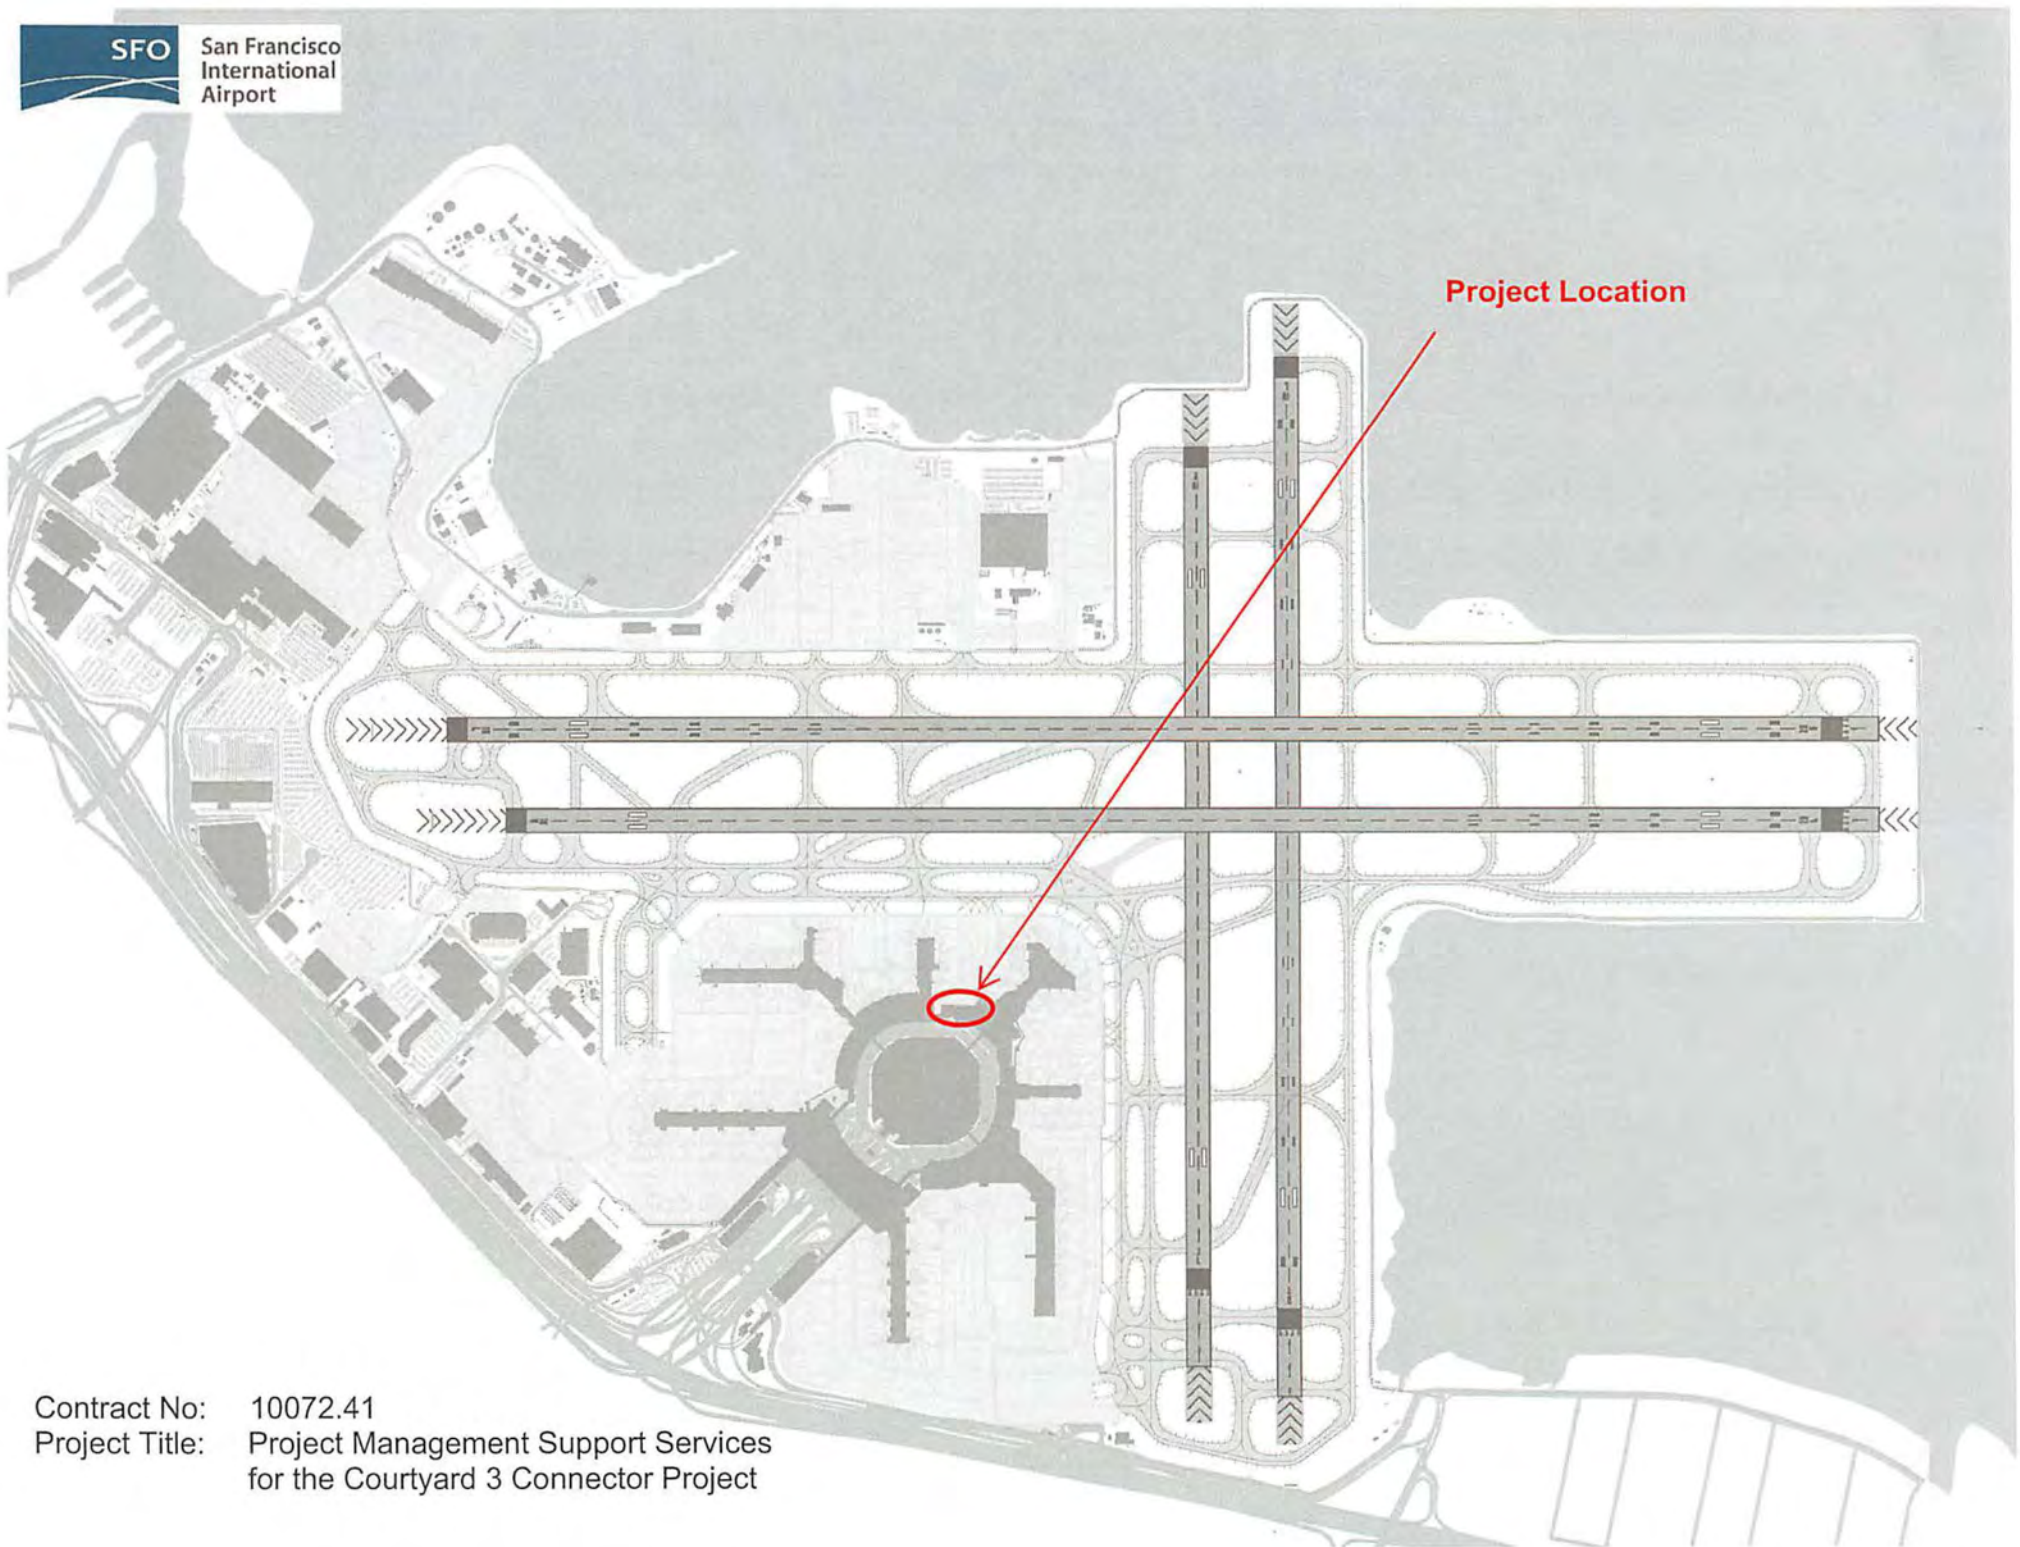 SFO
San Francisco
International
Airport
Project Location
Contract No: 10072.41
Project Title: Project Management Support Services
for the Courtyard 3 Connector Project